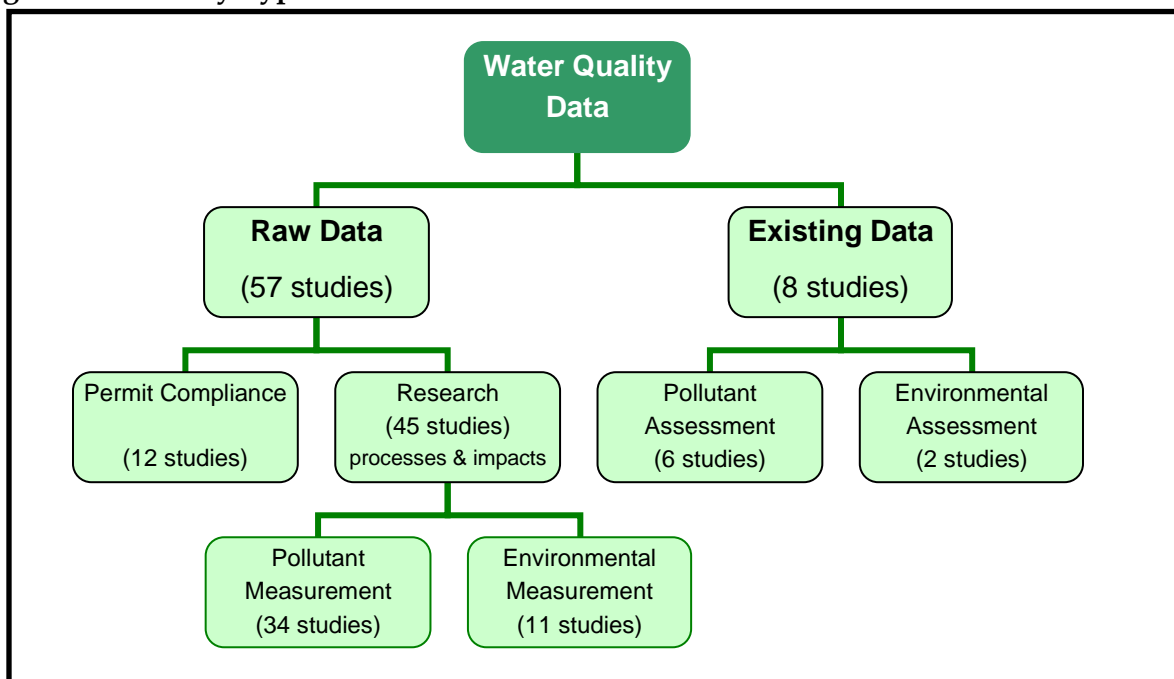 Water Quality
Data
Raw Data
(57 studies)
Existing Data
(8 studies)
Permit Compliance
(12 studies)
Research
(45 studies)
processes & impacts
Pollutant
Assessment
(6 studies)
Environmental
Assessment
(2 studies)
Pollutant
Measurement
(34 studies)
Environmental
Measurement
(11 studies)